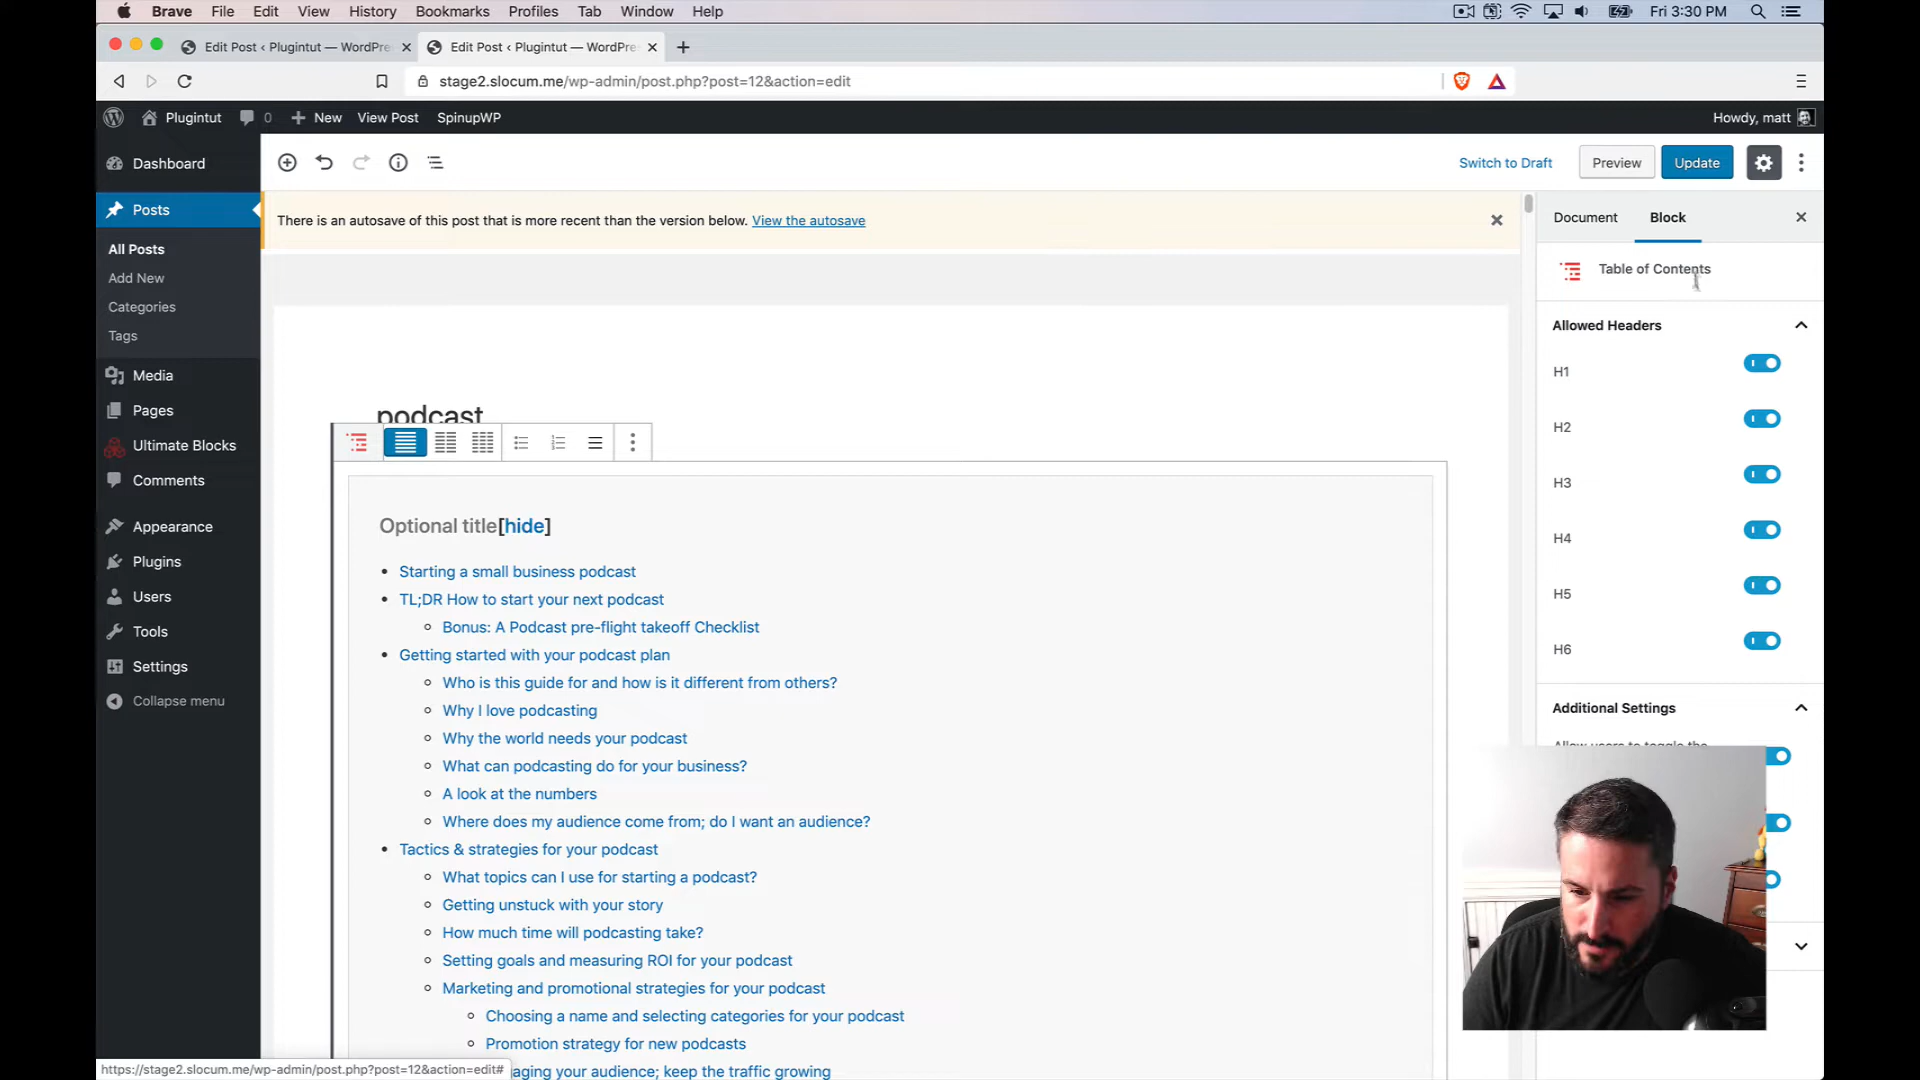 Brave File Edit View History Bookmarks Profiles Tab Window Help Fri 3:30 PM
Edit Post ‹ Plugintut — WordPre Edit Post ‹ Plugintut — WordPre
stage2.slocum.me/wp-admin/post.php?post=12&action=edit
Plugintut 0 New View Post SpinupWP Howdy, matt
Dashboard
Posts
All Posts
Add New
Categories
Tags
Media
Pages
Ultimate Blocks
Comments
Appearance
Plugins
Users
Tools
Settings
Collapse menu
Switch to Draft Preview Update
There is an autosave of this post that is more recent than the version below. View the autosave
podcast
Optional title[hide]
Starting a small business podcast
TL;DR How to start your next podcast
Bonus: A Podcast pre-flight takeoff Checklist
Getting started with your podcast plan
Who is this guide for and how is it different from others?
Why I love podcasting
Why the world needs your podcast
What can podcasting do for your business?
A look at the numbers
Where does my audience come from; do I want an audience?
Tactics & strategies for your podcast
What topics can I use for starting a podcast?
Getting unstuck with your story
How much time will podcasting take?
Setting goals and measuring ROI for your podcast
Marketing and promotional strategies for your podcast
Choosing a name and selecting categories for your podcast
Promotion strategy for new podcasts
aging your audience; keep the traffic growing
Document Block
Table of Contents
Allowed Headers
H1
H2
H3
H4
H5
H6
Additional Settings
Allow users to toggle the
https://stage2.slocum.me/wp-admin/post.php?post=12&action=edit#